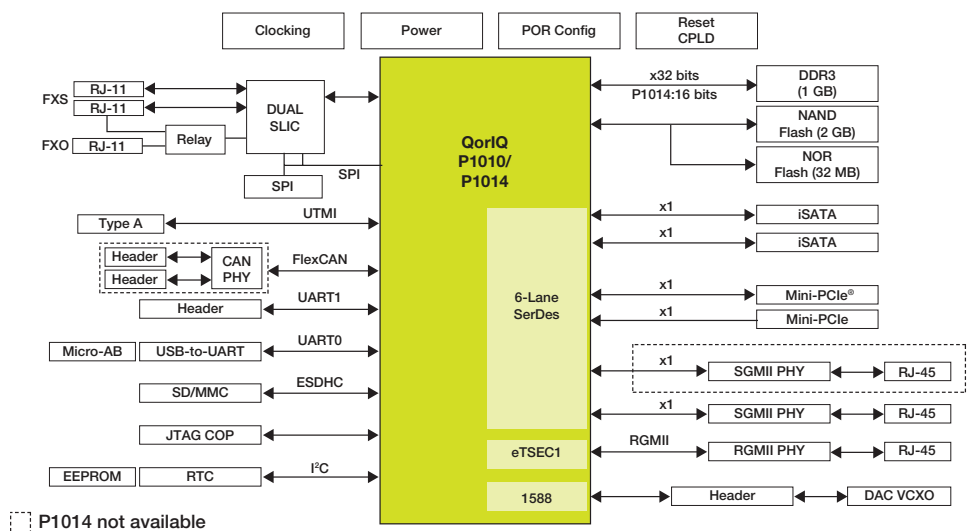 Clocking
Power
POR Config
Reset
CPLD
FXS
RJ-11
RJ-11
FXO
RJ-11
Relay
DUAL
SLIC
SPI
SPI
Type A
UTMI
Header
Header
CAN
PHY
FlexCAN
Header
UART1
Micro-AB
USB-to-UART
UART0
SD/MMC
ESDHC
JTAG COP
EEPROM
RTC
I²C
QorIQ
P1010/
P1014
6-Lane
SerDes
eTSEC1
1588
x32 bits
P1014:16 bits
DDR3
(1 GB)
NAND
Flash (2 GB)
NOR
Flash (32 MB)
x1
iSATA
x1
iSATA
x1
Mini-PCIe®
x1
Mini-PCIe
x1
SGMII PHY
RJ-45
x1
SGMII PHY
RJ-45
RGMII
RGMII PHY
RJ-45
Header
DAC VCXO
P1014 not available